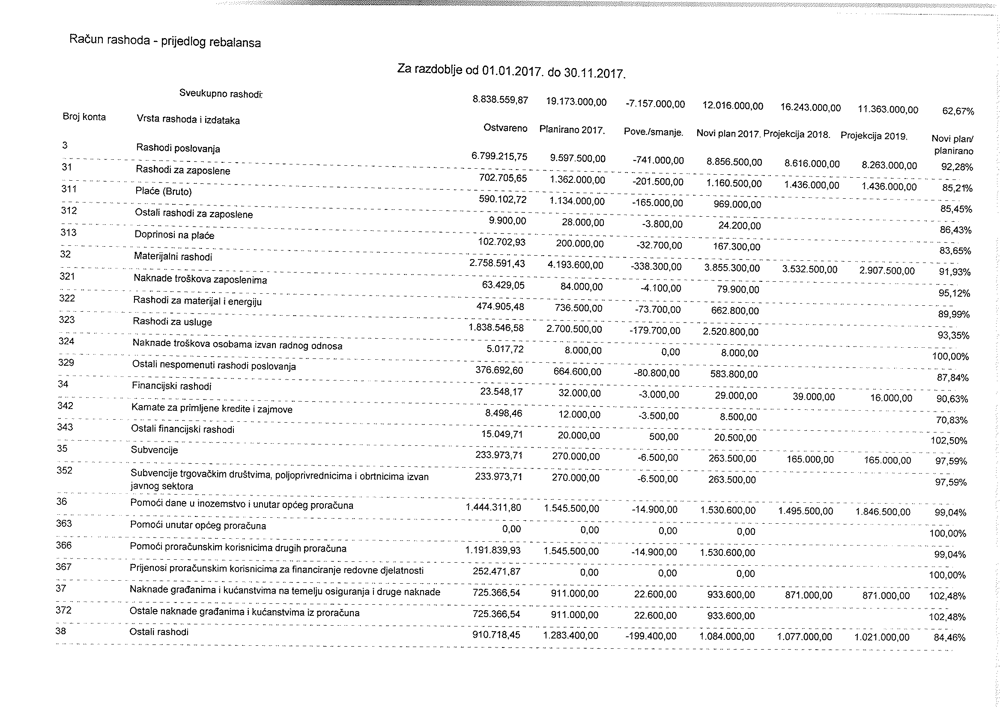 Račun rashoda - prijedlog rebalansa
Za razdoblje od 01.01.2017. do 30.11.2017.
Sveukupno rashodi: 8.838.559,87 19.173.000,00 -7.157.000,00 12.016.000,00 16.243.000,00 11.363.000,00 62,67%
Broj konta Vrsta rashoda i izdataka Ostvareno Planirano 2017. Pove./smanje. Novi plan 2017. Projekcija 2018. Projekcija 2019. Novi plan/
planirano
3 Rashodi poslovanja 6.799.215,75 9.597.500,00 -741.000,00 8.856.500,00 8.616.000,00 8.263.000,00 92,28%
31 Rashodi za zaposlene 702.705,65 1.362.000,00 -201.500,00 1.160.500,00 1.436.000,00 1.436.000,00 85,21%
311 Plaće (Bruto) 590.102,72 1.134.000,00 -165.000,00 969.000,00 85,45%
312 Ostali rashodi za zaposlene 9.900,00 28.000,00 -3.800,00 24.200,00 86,43%
313 Doprinosi na plaće 102.702,93 200.000,00 -32.700,00 167.300,00 83,65%
32 Materijalni rashodi 2.758.591,43 4.193.600,00 -338.300,00 3.855.300,00 3.532.500,00 2.907.500,00 91,93%
321 Naknade troškova zaposlenima 63.429,05 84.000,00 -4.100,00 79.900,00 95,12%
322 Rashodi za materijal i energiju 474.905,48 736.500,00 -73.700,00 662.800,00 89,99%
323 Rashodi za usluge 1.838.546,58 2.700.500,00 -179.700,00 2.520.800,00 93,35%
324 Naknade troškova osobama izvan radnog odnosa 5.017,72 8.000,00 0,00 8.000,00 100,00%
329 Ostali nespomenuti rashodi poslovanja 376.692,60 664.600,00 -80.800,00 583.800,00 87,84%
34 Financijski rashodi 23.548,17 32.000,00 -3.000,00 29.000,00 39.000,00 16.000,00 90,63%
342 Kamate za primljene kredite i zajmove 8.498,46 12.000,00 -3.500,00 8.500,00 70,83%
343 Ostali financijski rashodi 15.049,71 20.000,00 500,00 20.500,00 102,50%
35 Subvencije 233.973,71 270.000,00 -6.500,00 263.500,00 165.000,00 165.000,00 97,59%
352 Subvencije trgovačkim društvima, poljoprivrednicima i obrtnicima izvan 233.973,71 270.000,00 -6.500,00 263.500,00 97,59%
javnog sektora
36 Pomoći dane u inozemstvo i unutar općeg proračuna 1.444.311,80 1.545.500,00 -14.900,00 1.530.600,00 1.495.500,00 1.846.500,00 99,04%
363 Pomoći unutar općeg proračuna 0,00 0,00 0,00 0,00 100,00%
366 Pomoći proračunskim korisnicima drugih proračuna 1.191.839,93 1.545.500,00 -14.900,00 1.530.600,00 99,04%
367 Prijenosi proračunskim korisnicima za financiranje redovne djelatnosti 252.471,87 0,00 0,00 0,00 100,00%
37 Naknade građanima i kućanstvima na temelju osiguranja i druge naknade 725.366,54 911.000,00 22.600,00 933.600,00 871.000,00 871.000,00 102,48%
372 Ostale naknade građanima i kućanstvima iz proračuna 725.366,54 911.000,00 22.600,00 933.600,00 102,48%
38 Ostali rashodi 910.718,45 1.283.400,00 -199.400,00 1.084.000,00 1.077.000,00 1.021.000,00 84,46%